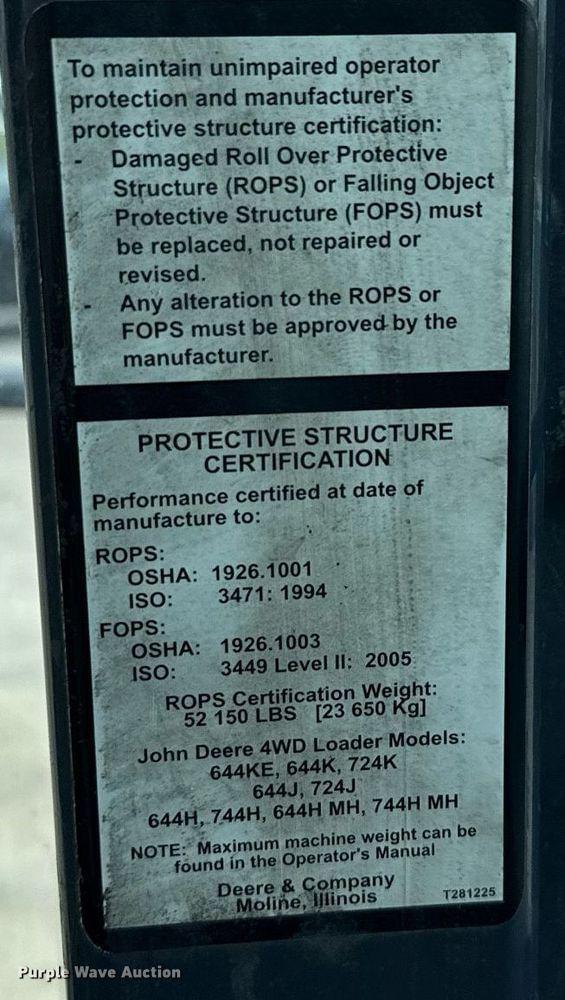 To maintain unimpaired operator
protection and manufacturer's
protective structure certification:
- Damaged Roll Over Protective
Structure (ROPS) or Falling Object
Protective Structure (FOPS) must
be replaced, not repaired or
revised.
- Any alteration to the ROPS or
FOPS must be approved by the
manufacturer.
PROTECTIVE STRUCTURE
CERTIFICATION
Performance certified at date of
manufacture to:
ROPS:
OSHA: 1926.1001
ISO: 3471: 1994
FOPS:
OSHA: 1926.1003
ISO: 3449 Level II: 2005
ROPS Certification Weight:
52 150 LBS [23 650 Kg]
John Deere 4WD Loader Models:
644KE, 644K, 724K
644J, 724J
644H, 744H, 644H MH, 744H MH
NOTE: Maximum machine weight can be
found in the Operator's Manual
Deere & Company
Moline, Illinois
T281225
Purple Wave Auction